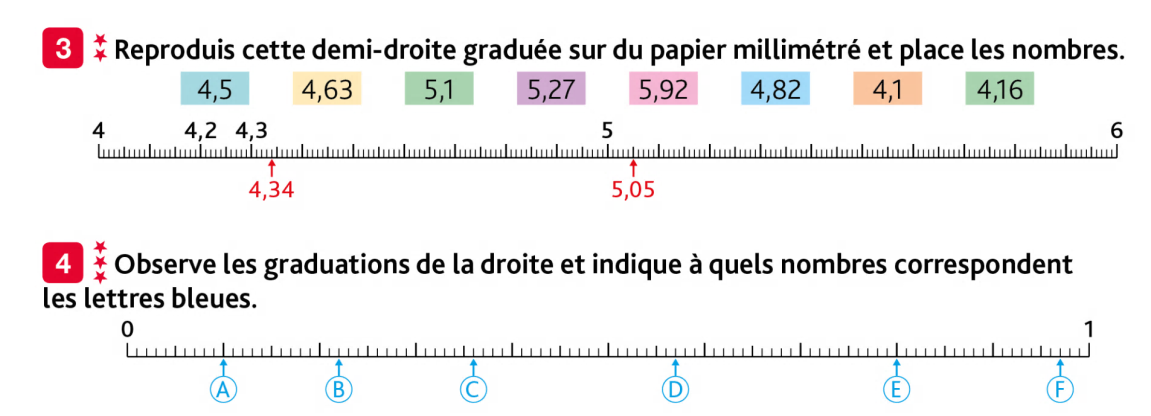 3 Reproduis cette demi-droite graduée sur du papier millimétré et place les nombres.
4,5 4,63 5,1 5,27 5,92 4,82 4,1 4,16
4 4,2 4,3 5 6
4,34 5,05
4 Observe les graduations de la droite et indique à quels nombres correspondent
les lettres bleues.
0 1
A B C D E F